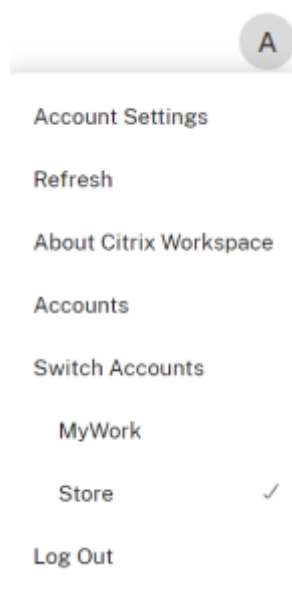 A
Account Settings
Refresh
About Citrix Workspace
Accounts
Switch Accounts
MyWork
Store
Log Out